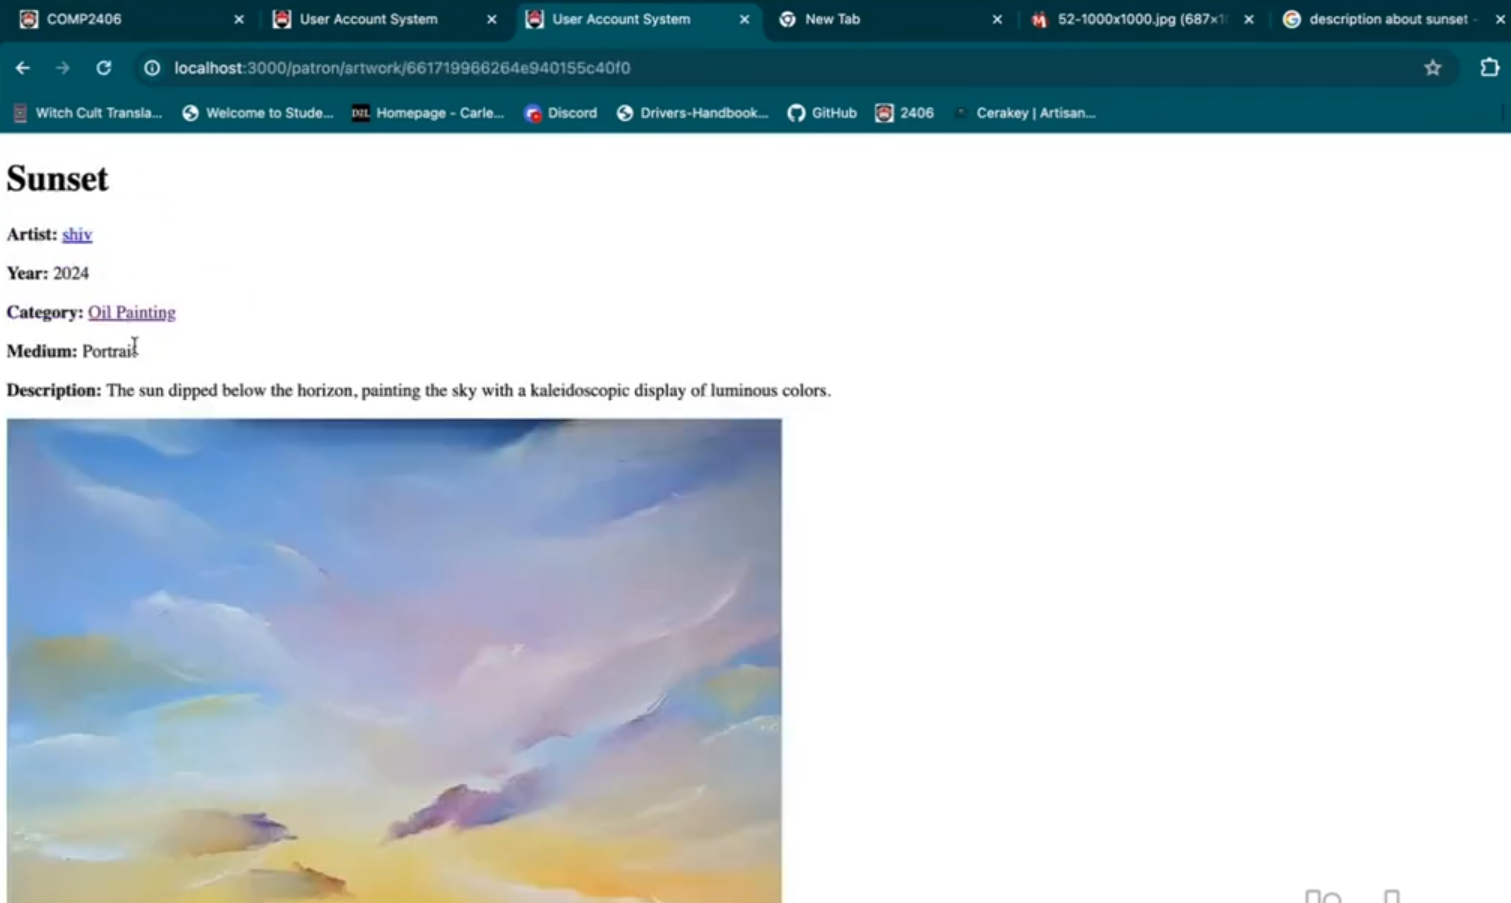 COMP2406
User Account System
User Account System
New Tab
52-1000x1000.jpg (687×1
description about sunset
localhost:3000/patron/artwork/661719966264e940155c40f0
Witch Cult Transla...
Welcome to Stude...
Homepage - Carle...
Discord
Drivers-Handbook...
GitHub
2406
Cerakey | Artisan...
Sunset
Artist: shiv
Year: 2024
Category: Oil Painting
Medium: Portrait
Description: The sun dipped below the horizon, painting the sky with a kaleidoscopic display of luminous colors.